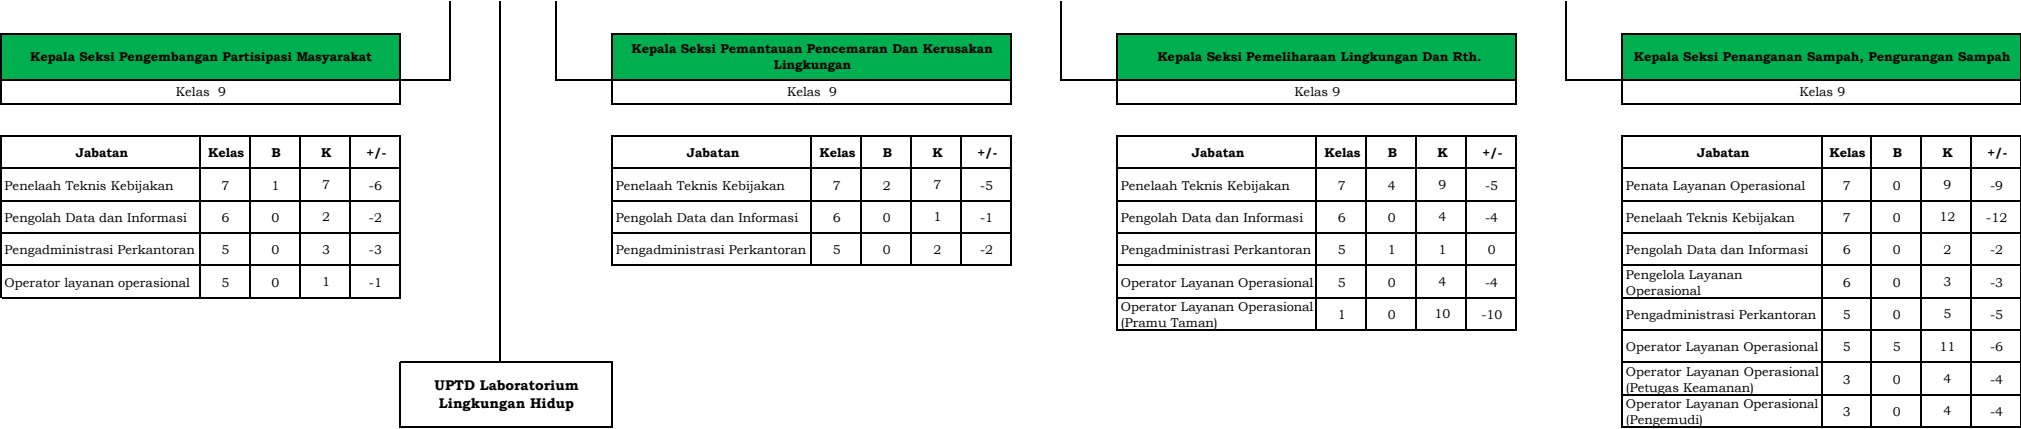 Kepala Seksi Pengembangan Partisipasi Masyarakat
Kelas 9
Jabatan Kelas B K +/-
Penelaah Teknis Kebijakan 7 1 7 -6
Pengolah Data dan Informasi 6 0 2 -2
Pengadministrasi Perkantoran 5 0 3 -3
Operator layanan operasional 5 0 1 -1
UPTD Laboratorium
Lingkungan Hidup
Kepala Seksi Pemantauan Pencemaran Dan Kerusakan
Lingkungan
Kelas 9
Jabatan Kelas B K +/-
Penelaah Teknis Kebijakan 7 2 7 -5
Pengolah Data dan Informasi 6 0 1 -1
Pengadministrasi Perkantoran 5 0 2 -2
Kepala Seksi Pemeliharaan Lingkungan Dan Rth.
Kelas 9
Jabatan Kelas B K +/-
Penelaah Teknis Kebijakan 7 4 9 -5
Pengolah Data dan Informasi 6 0 4 -4
Pengadministrasi Perkantoran 5 1 1 0
Operator Layanan Operasional 5 0 4 -4
Operator Layanan Operasional
(Pramu Taman) 1 0 10 -10
Kepala Seksi Penanganan Sampah, Pengurangan Sampah
Kelas 9
Jabatan Kelas B K +/-
Penata Layanan Operasional 7 0 9 -9
Penelaah Teknis Kebijakan 7 0 12 -12
Pengolah Data dan Informasi 6 0 2 -2
Pengelola Layanan
Operasional 6 0 3 -3
Pengadministrasi Perkantoran 5 0 5 -5
Operator Layanan Operasional 5 5 11 -6
Operator Layanan Operasional
(Petugas Keamanan) 3 0 4 -4
Operator Layanan Operasional
(Pengemudi) 3 0 4 -4